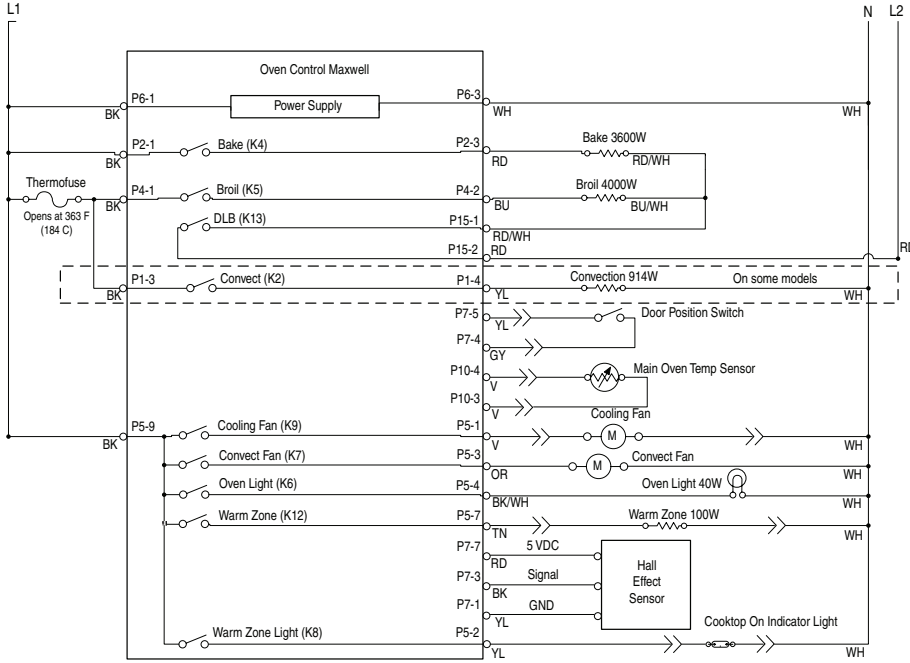 L1
N
L2
Oven Control Maxwell
P6-1
Power Supply
P6-3
BK
WH
WH
P2-1
Bake (K4)
P2-3
Bake 3600W
BK
RD
RD/WH
Thermofuse
P4-1
Broil (K5)
P4-2
Broil 4000W
Opens at 363 F
(184 C)
BK
BU
BU/WH
DLB (K13)
P15-1
RD/WH
P15-2
RD
RD
P1-3
Convect (K2)
P1-4
Convection 914W
On some models
BK
YL
WH
P7-5
YL
Door Position Switch
P7-4
GY
P10-4
V
Main Oven Temp Sensor
P10-3
V
Cooling Fan
P5-9
Cooling Fan (K9)
P5-1
M
BK
V
WH
Convect Fan (K7)
P5-3
M
Convect Fan
OR
WH
Oven Light (K6)
P5-4
Oven Light 40W
BK/WH
WH
Warm Zone (K12)
P5-7
Warm Zone 100W
TN
WH
P7-7
5 VDC
RD
P7-3
Signal
BK
Hall
Effect
Sensor
P7-1
GND
YL
Warm Zone Light (K8)
P5-2
Cooktop On Indicator Light
YL
WH